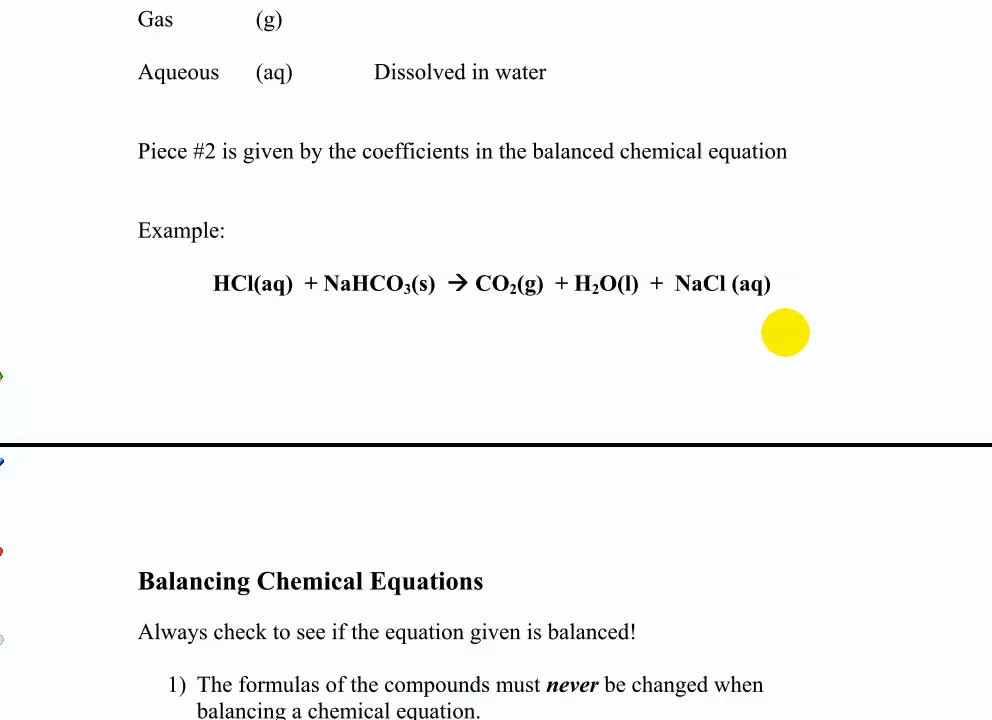 Gas (g)
Aqueous (aq) Dissolved in water
Piece #2 is given by the coefficients in the balanced chemical equation
Example:
HCl(aq) + NaHCO₃(s) → CO₂(g) + H₂O(l) + NaCl (aq)
Balancing Chemical Equations
Always check to see if the equation given is balanced!
1) The formulas of the compounds must never be changed when
balancing a chemical equation.